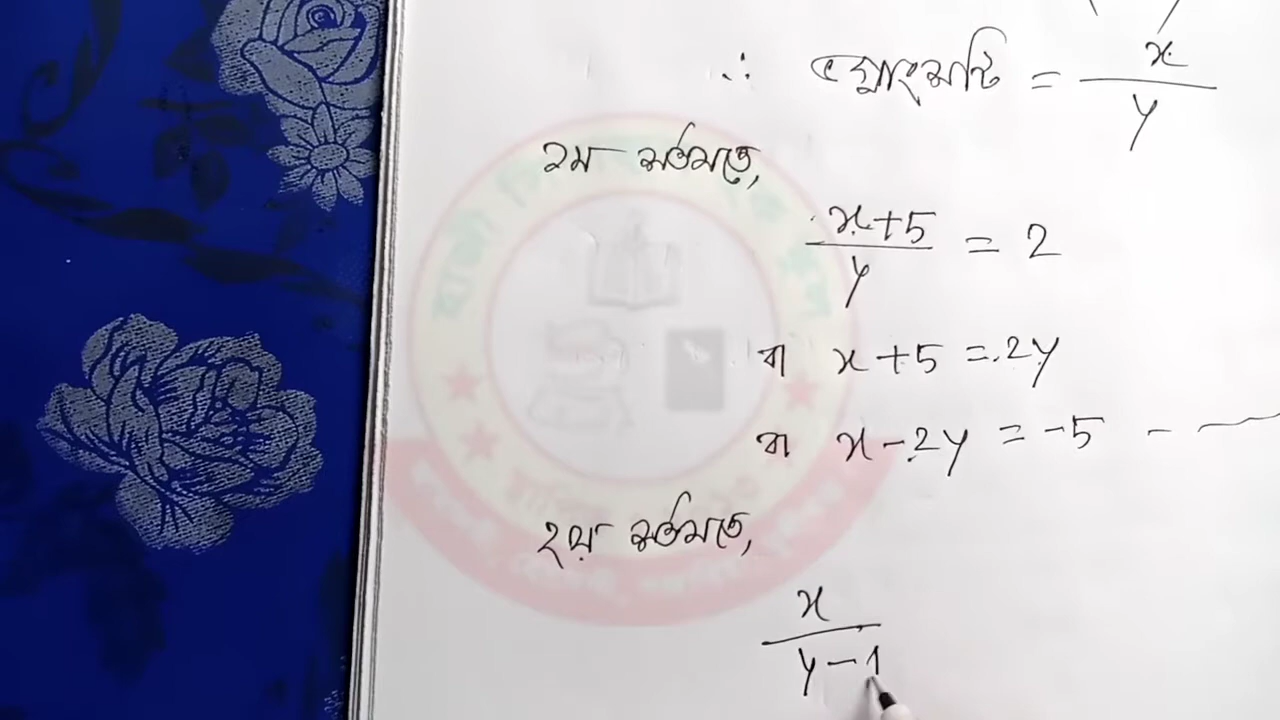 ∴ ভগ্নাংশটি = x/y
১ম শর্তমতে,
x+5/y = 2
বা x+5 = 2y
বা x-2y = -5 - -
২য় শর্তমতে,
x/y-1